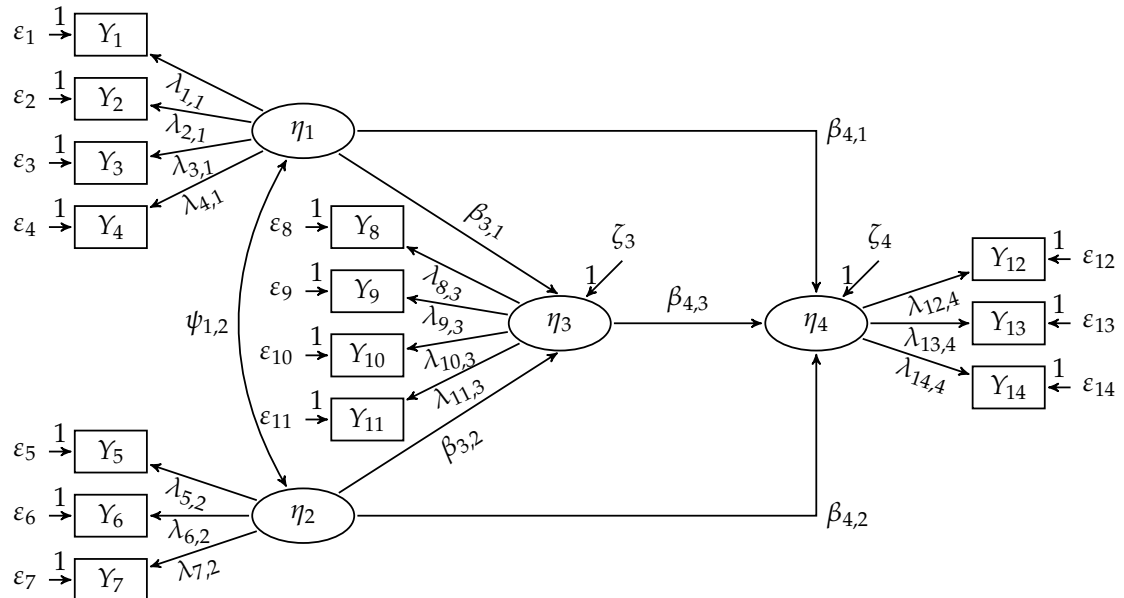 ε1 1 Y1
ε2 1 Y2
ε3 1 Y3
ε4 1 Y4
λ1,1
λ2,1
λ3,1
λ4,1
η1
β4,1
β3,1
ψ1,2
ε8 1 Y8
ε9 1 Y9
ε10 1 Y10
ε11 1 Y11
λ8,3
λ9,3
λ10,3
λ11,3
ζ3
1
η3
β4,3
ζ4
1
η4
λ12,4
λ13,4
λ14,4
Y12 1 ε12
Y13 1 ε13
Y14 1 ε14
β3,2
ε5 1 Y5
ε6 1 Y6
ε7 1 Y7
λ5,2
λ6,2
λ7,2
η2
β4,2